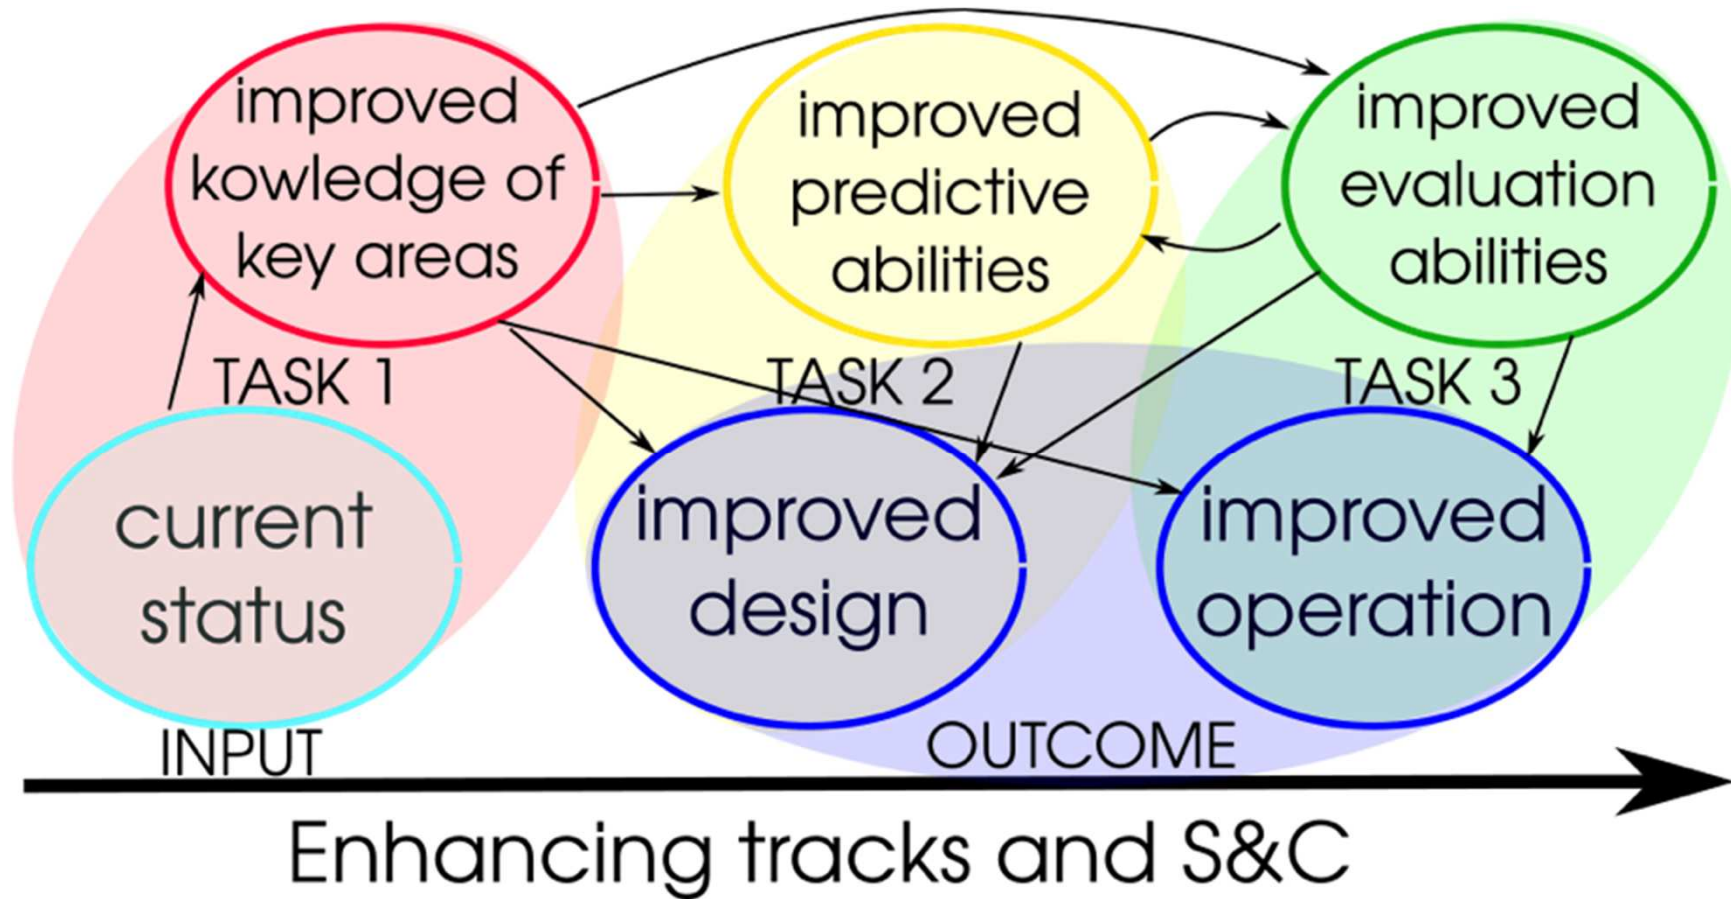 improved
kowledge of
key areas
improved
predictive
abilities
improved
evaluation
abilities
TASK 1
TASK 2
TASK 3
current
status
improved
design
improved
operation
INPUT
OUTCOME
Enhancing tracks and S&C